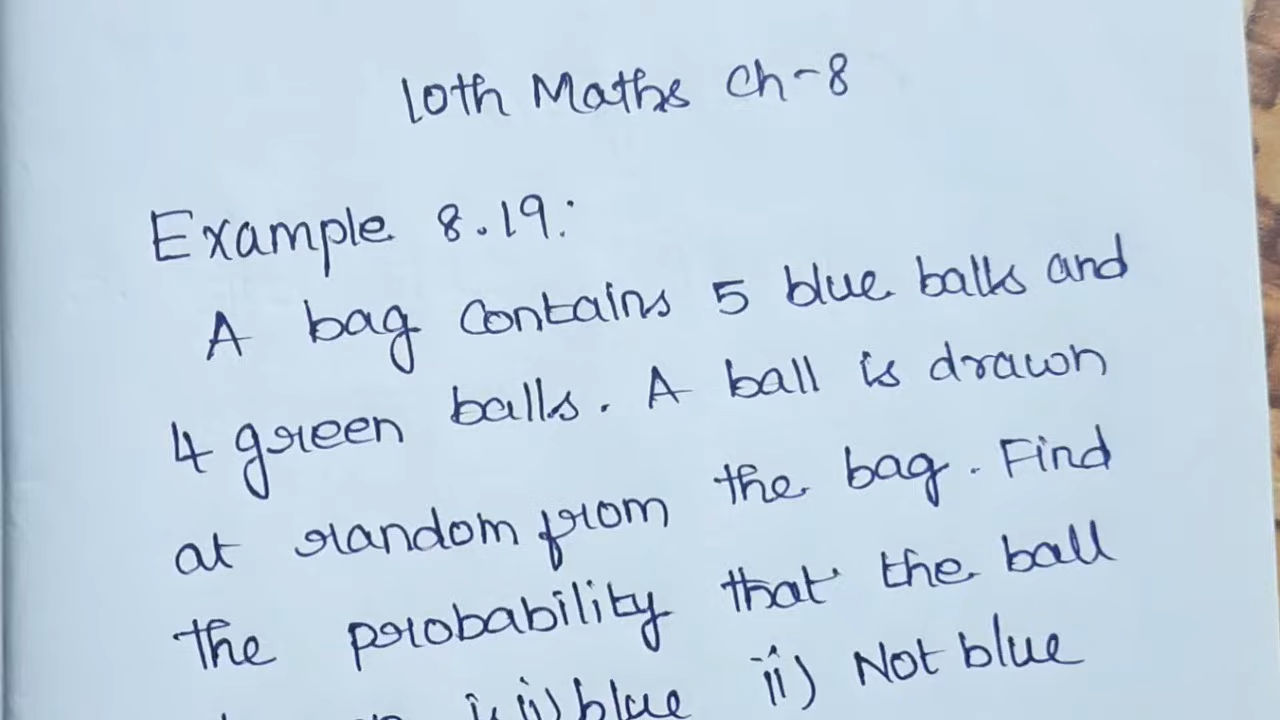 10th Maths Ch-8
Example 8.19:
A bag contains 5 blue balls and
4 green balls. A ball is drawn
at random from the bag. Find
the probability that the ball
is i) blue ii) Not blue